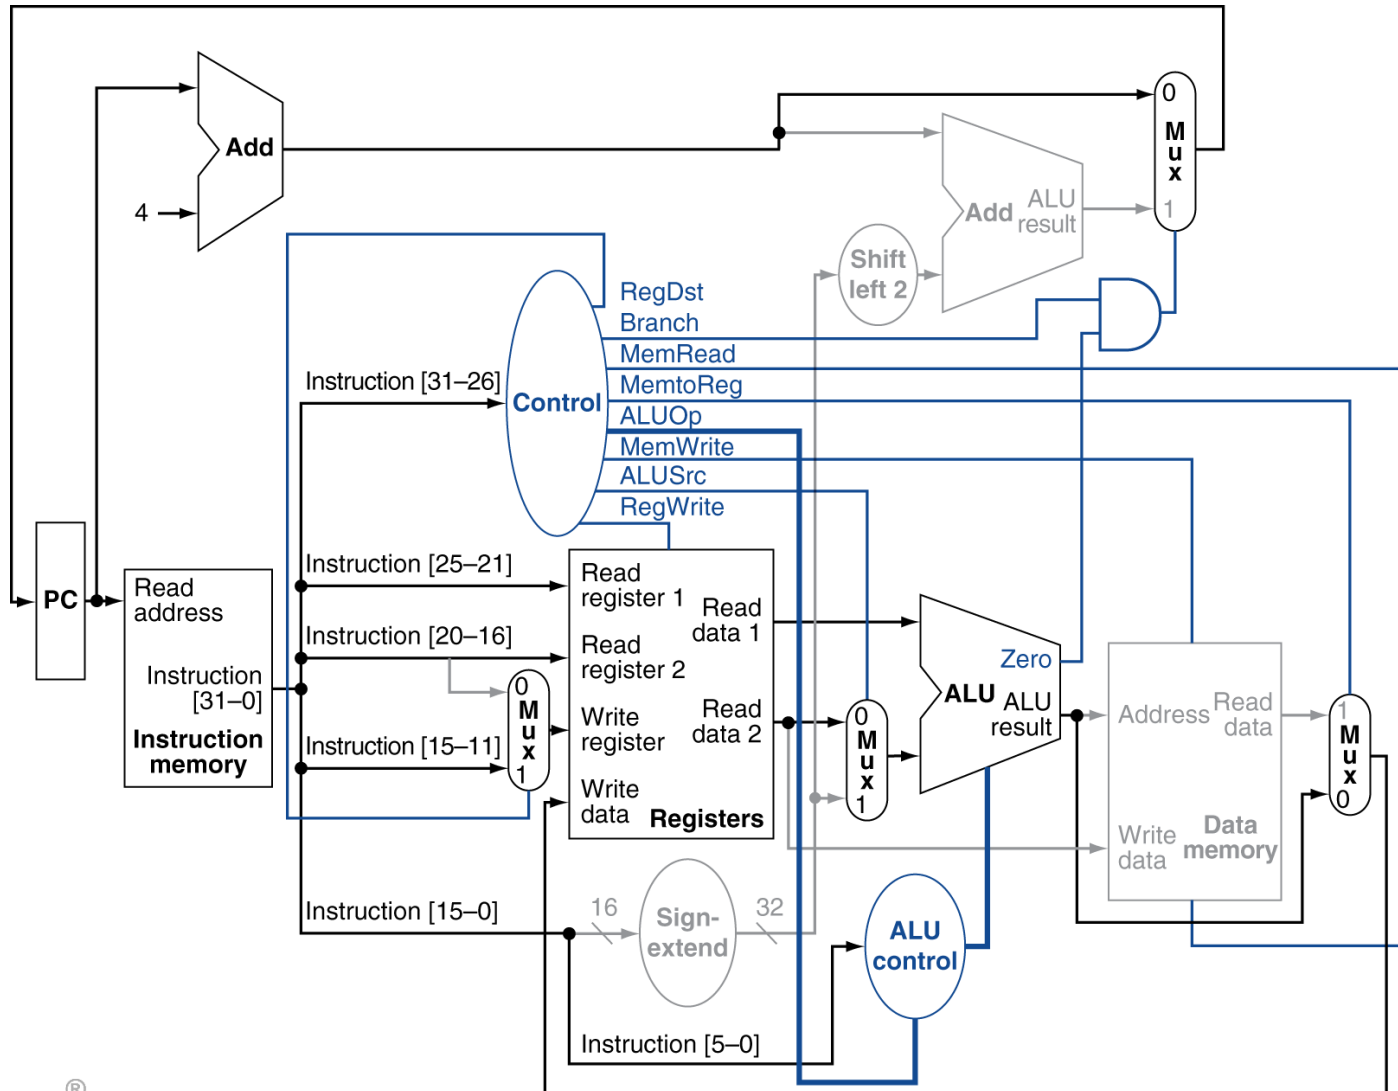 0
M
u
x
1
Add
4
Add
ALU
result
Shift
left 2
RegDst
Branch
MemRead
MemtoReg
ALUOp
MemWrite
ALUSrc
RegWrite
Instruction [31–26]
Control
PC
Read
address
Instruction
[31–0]
Instruction
memory
Instruction [25–21]
Instruction [20–16]
Instruction [15–11]
0
M
u
x
1
Read
register 1
Read
register 2
Write
register
Write
data
Read
data 1
Read
data 2
Registers
0
M
u
x
1
Zero
ALU
ALU
result
Address
Read
data
Write
data
Data
memory
1
M
u
x
0
Instruction [15–0]
16
Sign-
extend
32
ALU
control
Instruction [5–0]
®